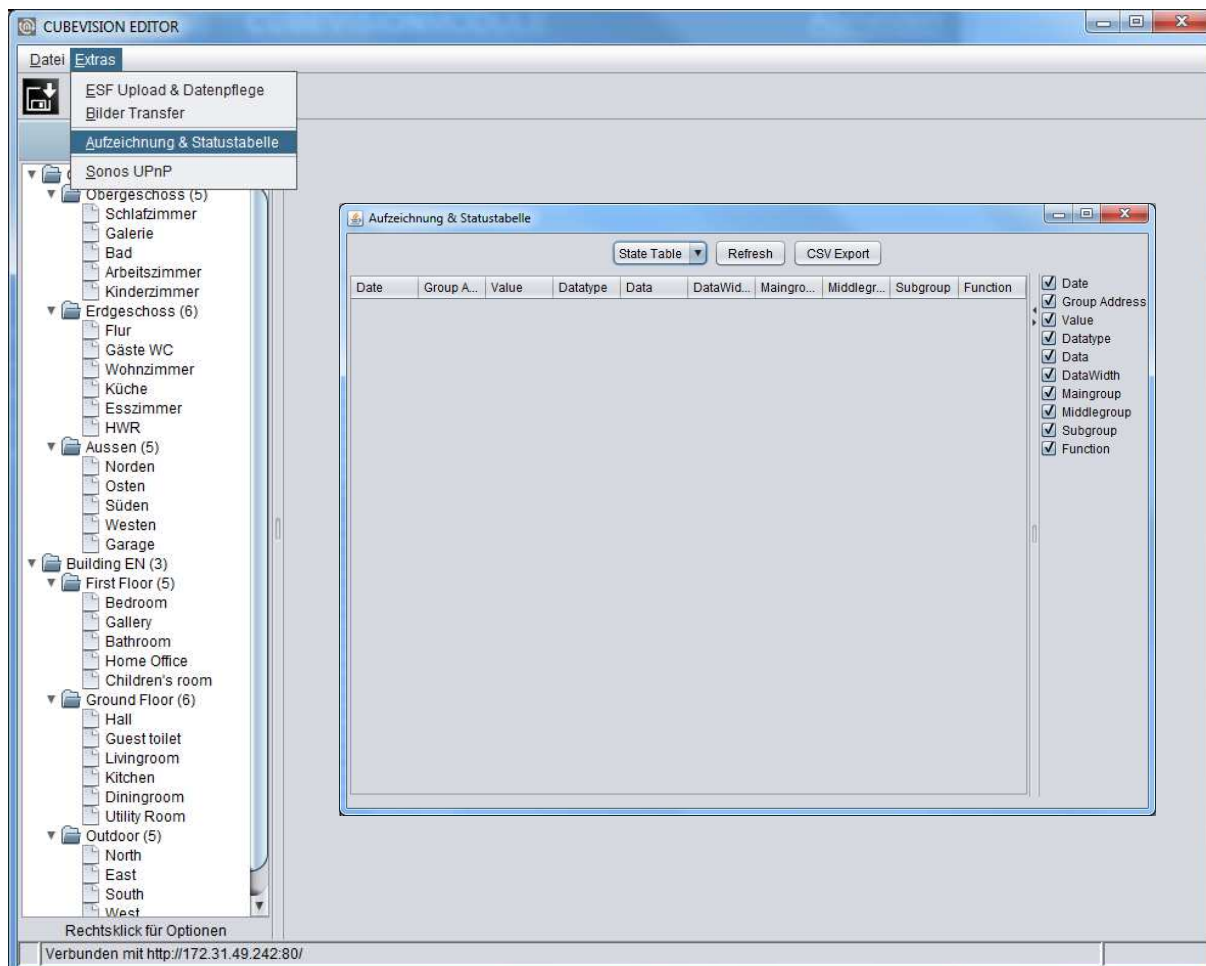 CUBEVISION EDITOR
Datei Extras
ESF Upload & Datenpflege
Bilder Transfer
Aufzeichnung & Statustabelle
Sonos UPnP
Obergeschoss (5)
Schlafzimmer
Galerie
Bad
Arbeitszimmer
Kinderzimmer
Erdgeschoss (6)
Flur
Gäste WC
Wohnzimmer
Küche
Esszimmer
HWR
Aussen (5)
Norden
Osten
Süden
Westen
Garage
Building EN (3)
First Floor (5)
Bedroom
Gallery
Bathroom
Home Office
Children's room
Ground Floor (6)
Hall
Guest toilet
Livingroom
Kitchen
Diningroom
Utility Room
Outdoor (5)
North
East
South
West
Rechtsklick für Optionen
Verbunden mit http://172.31.49.242:80/
Aufzeichnung & Statustabelle
State Table Refresh CSV Export
Date Group A... Value Datatype Data DataWid... Maingro... Middlegr... Subgroup Function
Date
Group Address
Value
Datatype
Data
DataWidth
Maingroup
Middlegroup
Subgroup
Function